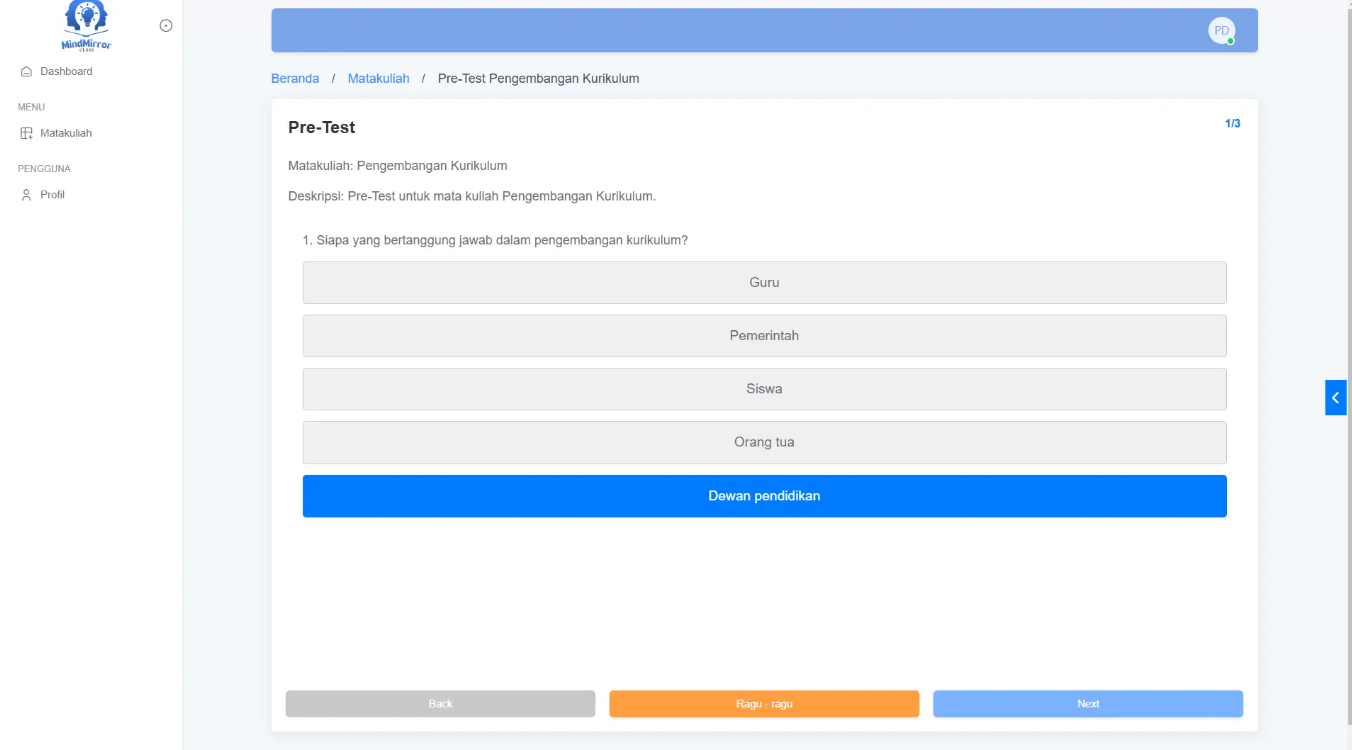 MindMirror
CLASS
Dashboard
MENU
Matakuliah
PENGGUNA
Profil
PD
Beranda / Matakuliah / Pre-Test Pengembangan Kurikulum
Pre-Test
1/3
Matakuliah: Pengembangan Kurikulum
Deskripsi: Pre-Test untuk mata kuliah Pengembangan Kurikulum.
1. Siapa yang bertanggung jawab dalam pengembangan kurikulum?
Guru
Pemerintah
Siswa
Orang tua
Dewan pendidikan
Back
Ragu - ragu
Next